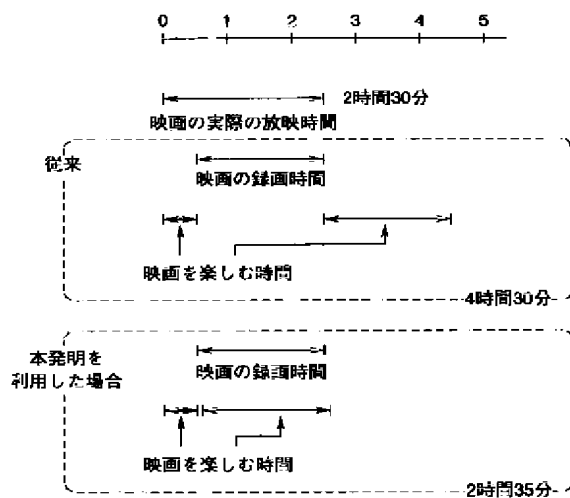 0 1 2 3 4 5
2時間30分
映画の実際の放映時間
従来
映画の録画時間
映画を楽しむ時間
4時間30分
本発明を
利用した場合
映画の録画時間
映画を楽しむ時間
2時間35分